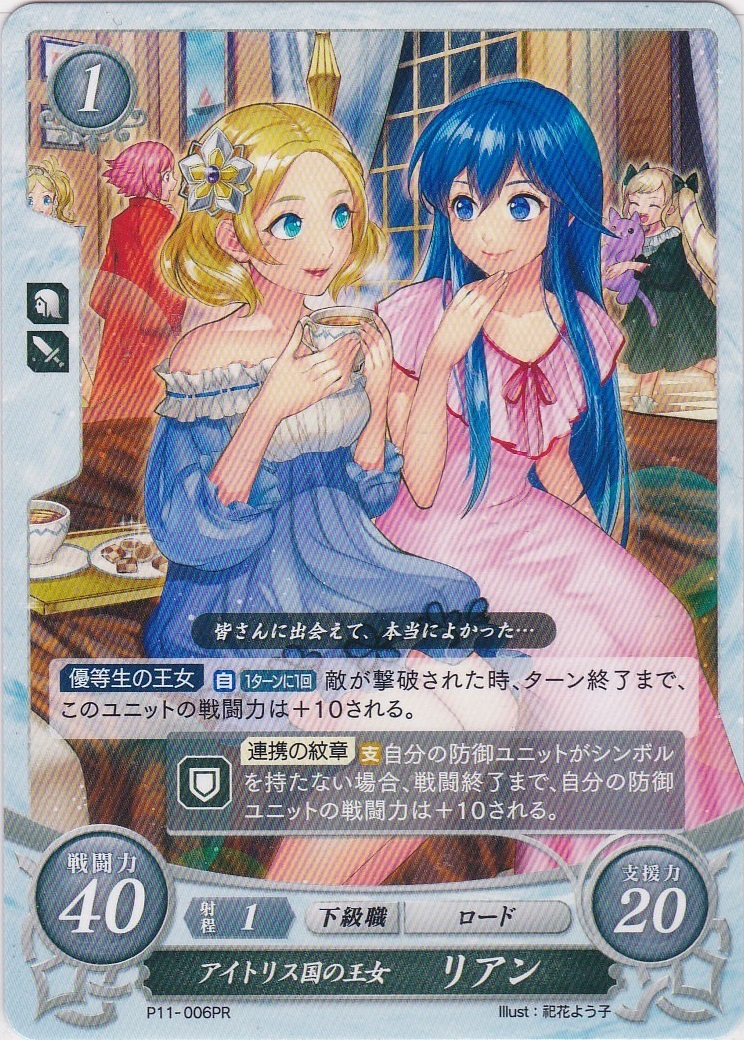 1
皆さんに出会えて、本当によかった…
優等生の王女 自 1ターンに1回 敵が撃破された時、ターン終了まで、
このユニットの戦闘力は＋10される。
連携の紋章 支 自分の防御ユニットがシンボル
を持たない場合、戦闘終了まで、自分の防御
ユニットの戦闘力は＋10される。
戦闘力
40
射程 1
下級職 ロード
支援力
20
アイトリス国の王女 リアン
P11-006PR
Illust：祀花よう子